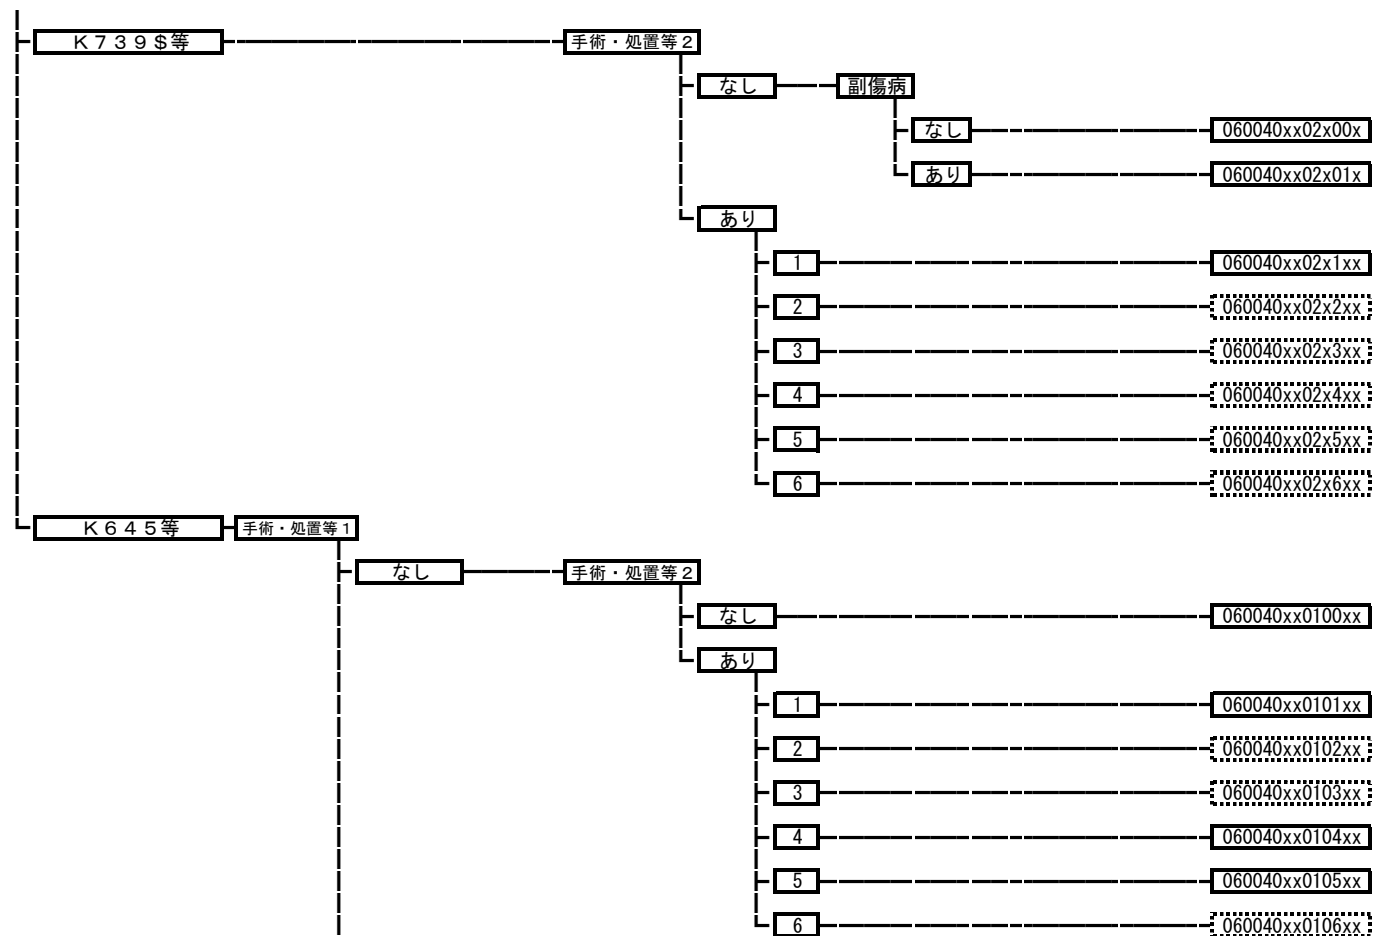 K739$等 手術・処置等2
なし 副傷病
なし 060040xx02x00x
あり 060040xx02x01x
あり
1 060040xx02x1xx
2 060040xx02x2xx
3 060040xx02x3xx
4 060040xx02x4xx
5 060040xx02x5xx
6 060040xx02x6xx
K645等 手術・処置等1
なし 手術・処置等2
なし 060040xx0100xx
あり
1 060040xx0101xx
2 060040xx0102xx
3 060040xx0103xx
4 060040xx0104xx
5 060040xx0105xx
6 060040xx0106xx